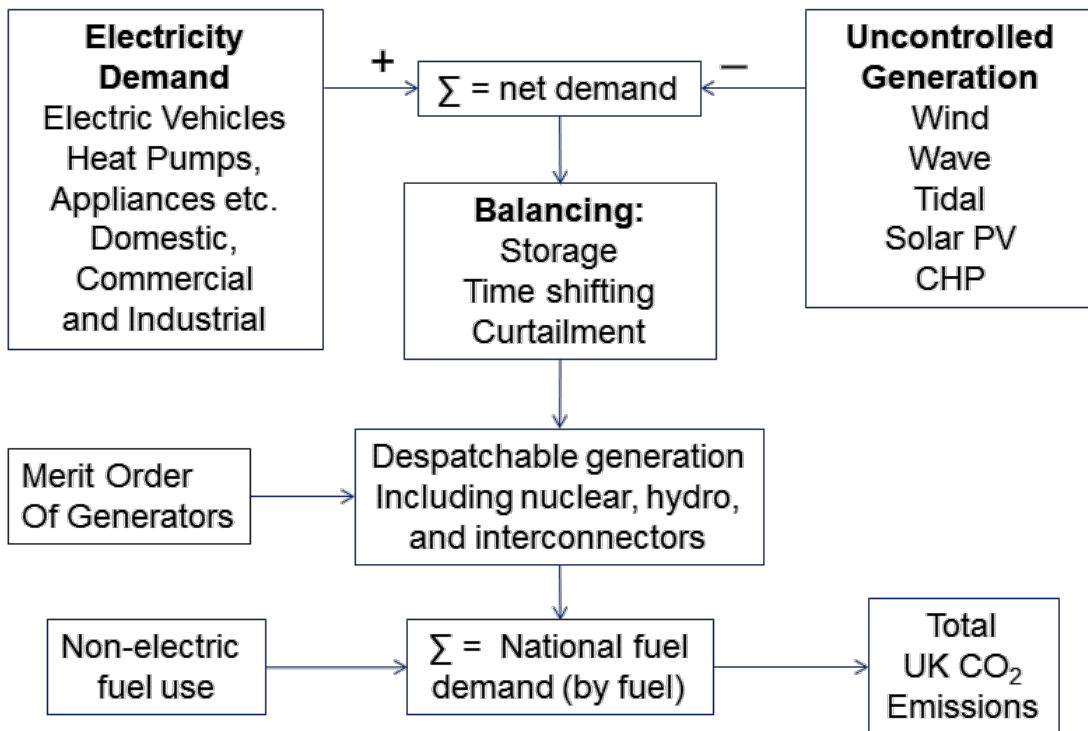 Electricity
Demand
Electric Vehicles
Heat Pumps,
Appliances etc.
Domestic,
Commercial
and Industrial
+
∑ = net demand
–
Uncontrolled
Generation
Wind
Wave
Tidal
Solar PV
CHP
Balancing:
Storage
Time shifting
Curtailment
Merit Order
Of Generators
Despatchable generation
Including nuclear, hydro,
and interconnectors
Non-electric
fuel use
∑ = National fuel
demand (by fuel)
Total
UK CO₂
Emissions